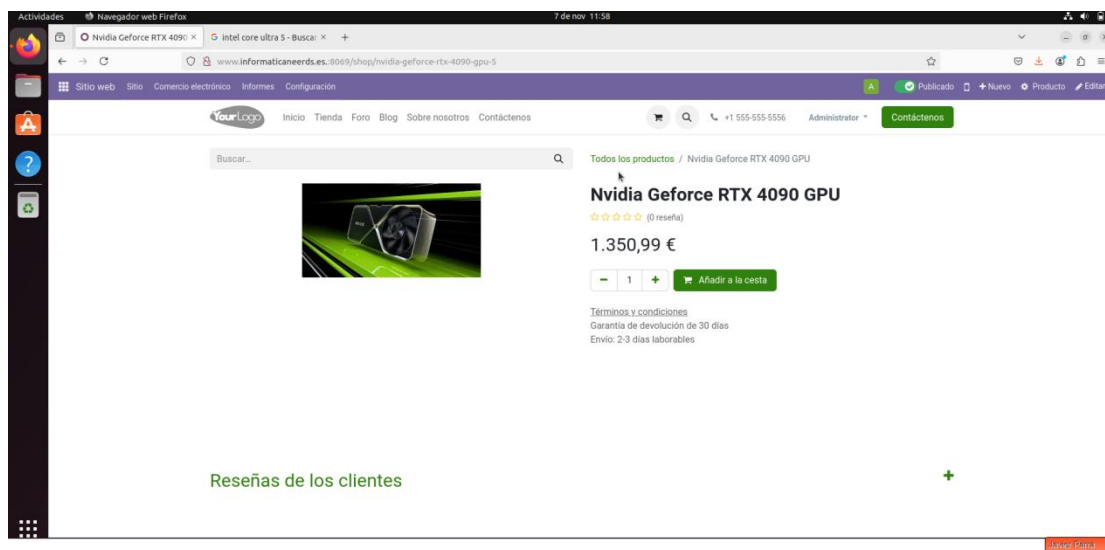 Actividades Navegador web Firefox 7 de nov 11:58
Nvidia Geforce RTX 4090 × intel core ultra 5 - Busca × +
www.informaticaneerds.es.:8069/shop/nvidia-geforce-rtx-4090-gpu-5
Sitio web Sitio Comercio electrónico Informes Configuración A Publicado + Nuevo Producto Editar
YourLogo Inicio Tienda Foro Blog Sobre nosotros Contáctenos +1 555-555-5556 Administrator Contáctenos
Buscar... Todos los productos / Nvidia Geforce RTX 4090 GPU
Nvidia Geforce RTX 4090 GPU
(0 reseña)
1.350,99 €
- 1 + Añadir a la cesta
Términos y condiciones
Garantía de devolución de 30 días
Envío: 2-3 días laborables
Reseñas de los clientes +
Javier Parra